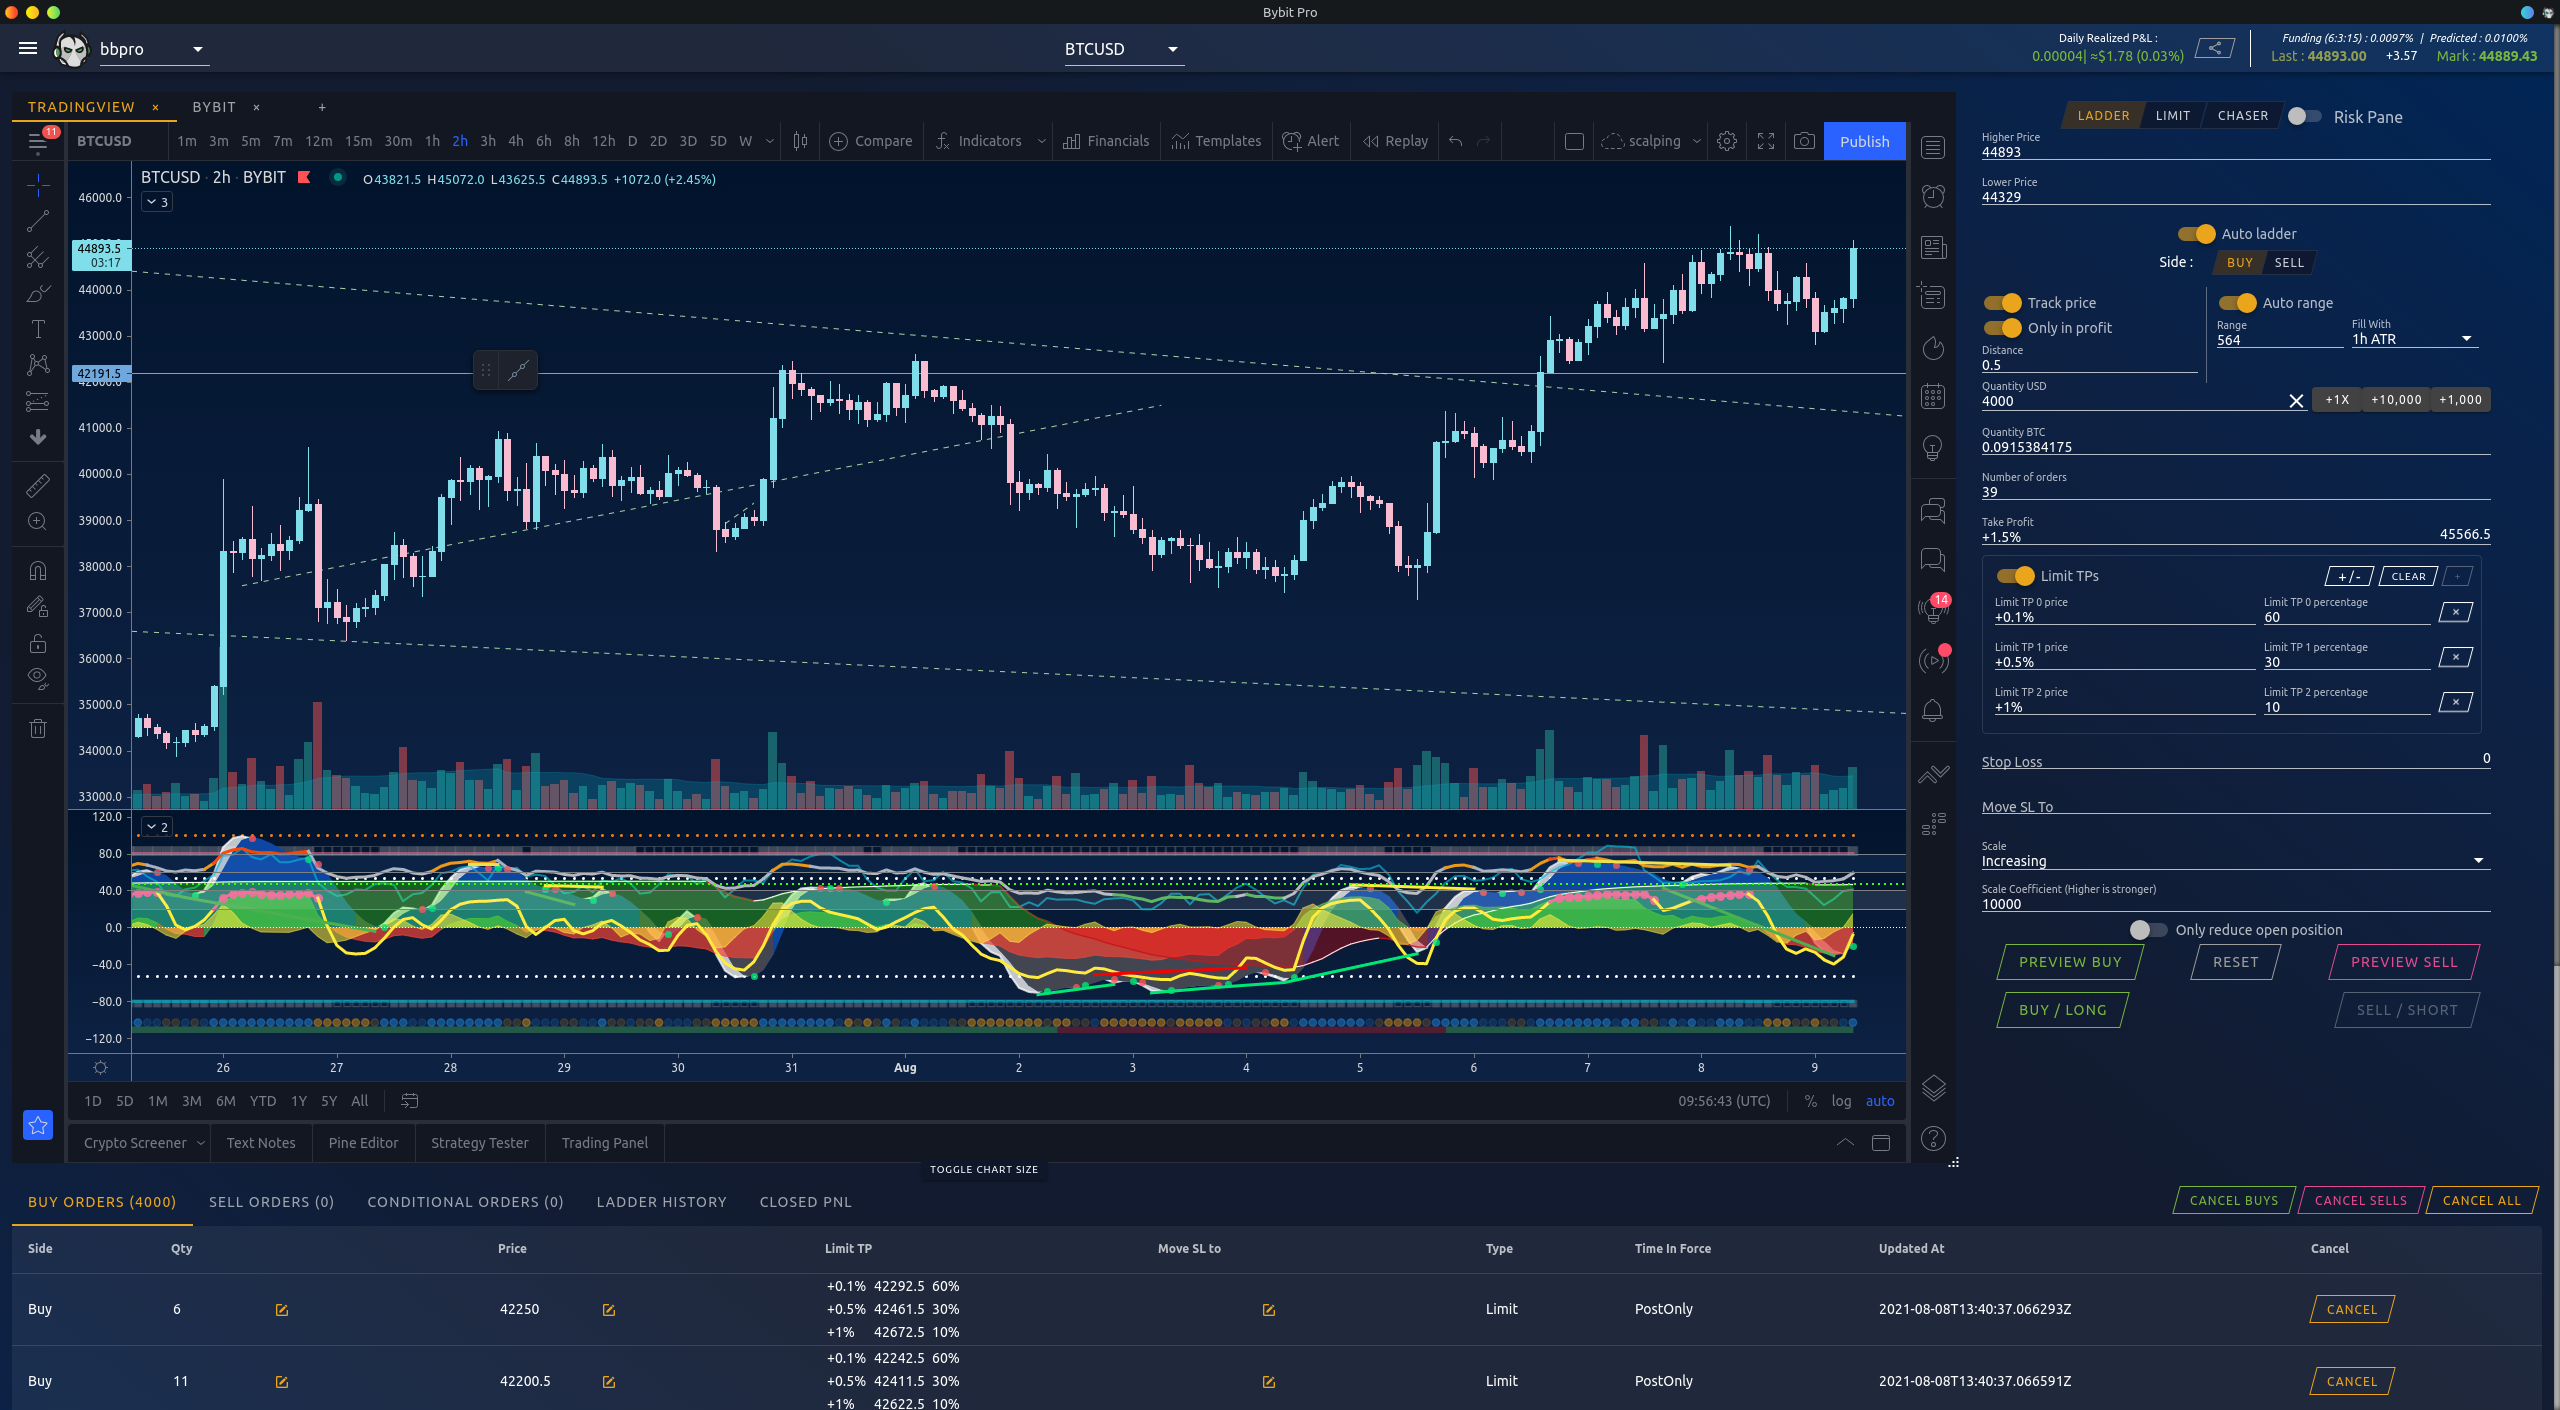 Bybit Pro
bbpro
BTCUSD
Daily Realized P&L :
0.00004| ≈$1.78 (0.03%)
Funding (6:3:15) : 0.0097% | Predicted : 0.0100%
Last : 44893.00 +3.57 Mark : 44889.43
TRADINGVIEW × BYBIT × +
11
BTCUSD 1m 3m 5m 7m 12m 15m 30m 1h 2h 3h 4h 6h 8h 12h D 2D 3D 5D W Compare Indicators Financials Templates Alert Replay scalping Publish
BTCUSD · 2h · BYBIT O43821.5 H45072.0 L43625.5 C44893.5 +1072.0 (+2.45%)
3
46000.0
44893.5
03:17
44000.0
43000.0
42191.5
42000.0
41000.0
40000.0
39000.0
38000.0
37000.0
36000.0
35000.0
34000.0
33000.0
120.0
2
80.0
40.0
0.0
−40.0
−80.0
−120.0
26 27 28 29 30 31 Aug 2 3 4 5 6 7 8 9
1D 5D 1M 3M 6M YTD 1Y 5Y All
09:56:43 (UTC) % log auto
Crypto Screener Text Notes Pine Editor Strategy Tester Trading Panel
14
TOGGLE CHART SIZE
LADDER LIMIT CHASER Risk Pane
Higher Price
44893
Lower Price
44329
Auto ladder
Side : BUY SELL
Track price
Only in profit
Distance
0.5
Auto range
Range
564
Fill With
1h ATR
Quantity USD
4000
+1X +10,000 +1,000
Quantity BTC
0.0915384175
Number of orders
39
Take Profit
+1.5% 45566.5
Limit TPs +/- CLEAR +
Limit TP 0 price Limit TP 0 percentage
+0.1% 60 ×
Limit TP 1 price Limit TP 1 percentage
+0.5% 30 ×
Limit TP 2 price Limit TP 2 percentage
+1% 10 ×
Stop Loss 0
Move SL To
Scale
Increasing
Scale Coefficient (Higher is stronger)
10000
Only reduce open position
PREVIEW BUY RESET PREVIEW SELL
BUY / LONG SELL / SHORT
BUY ORDERS (4000) SELL ORDERS (0) CONDITIONAL ORDERS (0) LADDER HISTORY CLOSED PNL
CANCEL BUYS CANCEL SELLS CANCEL ALL
Side Qty Price Limit TP Move SL to Type Time In Force Updated At Cancel
+0.1% 42292.5 60%
Buy 6 42250 +0.5% 42461.5 30% Limit PostOnly 2021-08-08T13:40:37.066293Z CANCEL
+1% 42672.5 10%
+0.1% 42242.5 60%
Buy 11 42200.5 +0.5% 42411.5 30% Limit PostOnly 2021-08-08T13:40:37.066591Z CANCEL
+1% 42622.5 10%